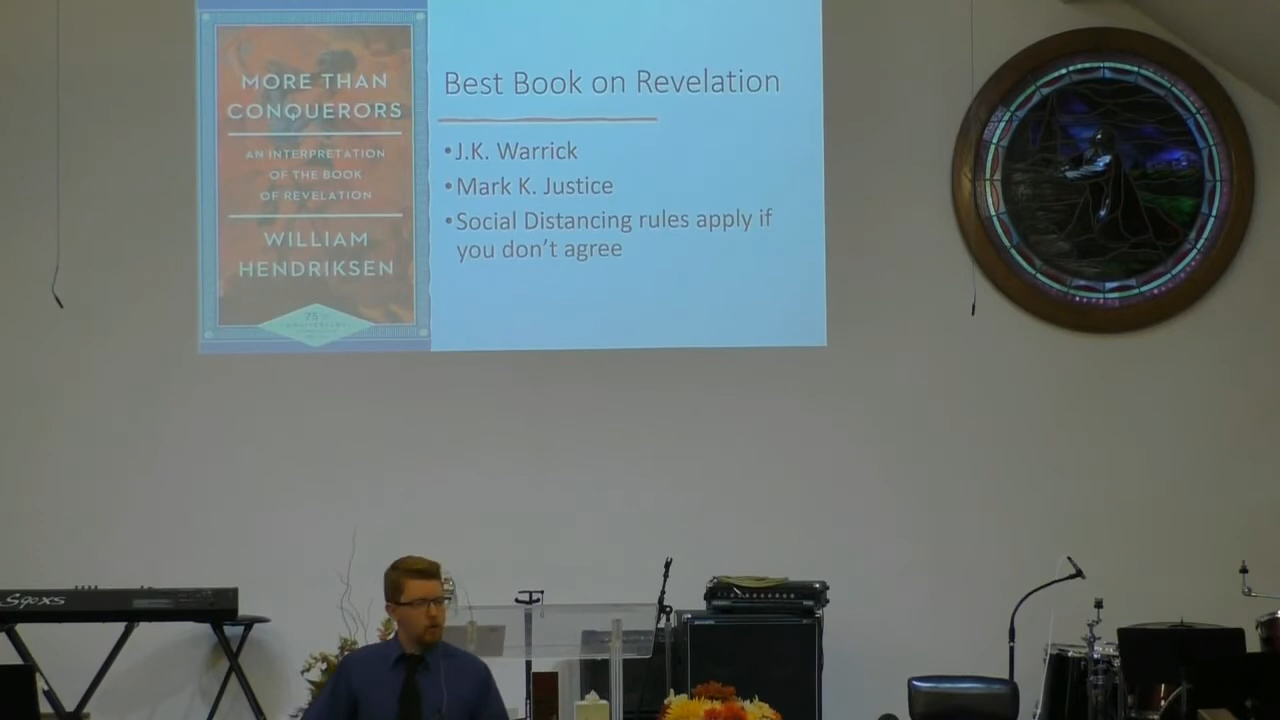 MORE THAN
CONQUERORS
AN INTERPRETATION
OF THE BOOK
OF REVELATION
WILLIAM
HENDRIKSEN
75TH
Best Book on Revelation
•J.K. Warrick
•Mark K. Justice
•Social Distancing rules apply if
you don't agree
S90XS